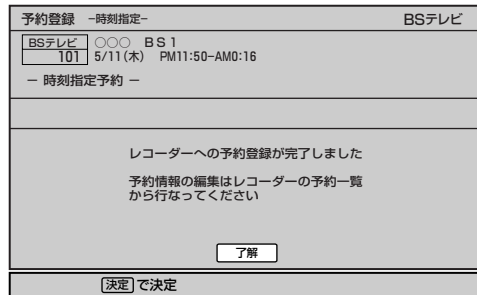 予約登録 -時刻指定- BSテレビ
BSテレビ ○○○ BS1
101 5/11(木) PM11:50-AM0:16
− 時刻指定予約 −
レコーダーへの予約登録が完了しました
予約情報の編集はレコーダーの予約一覧
から行なってください
了解
決定 で決定